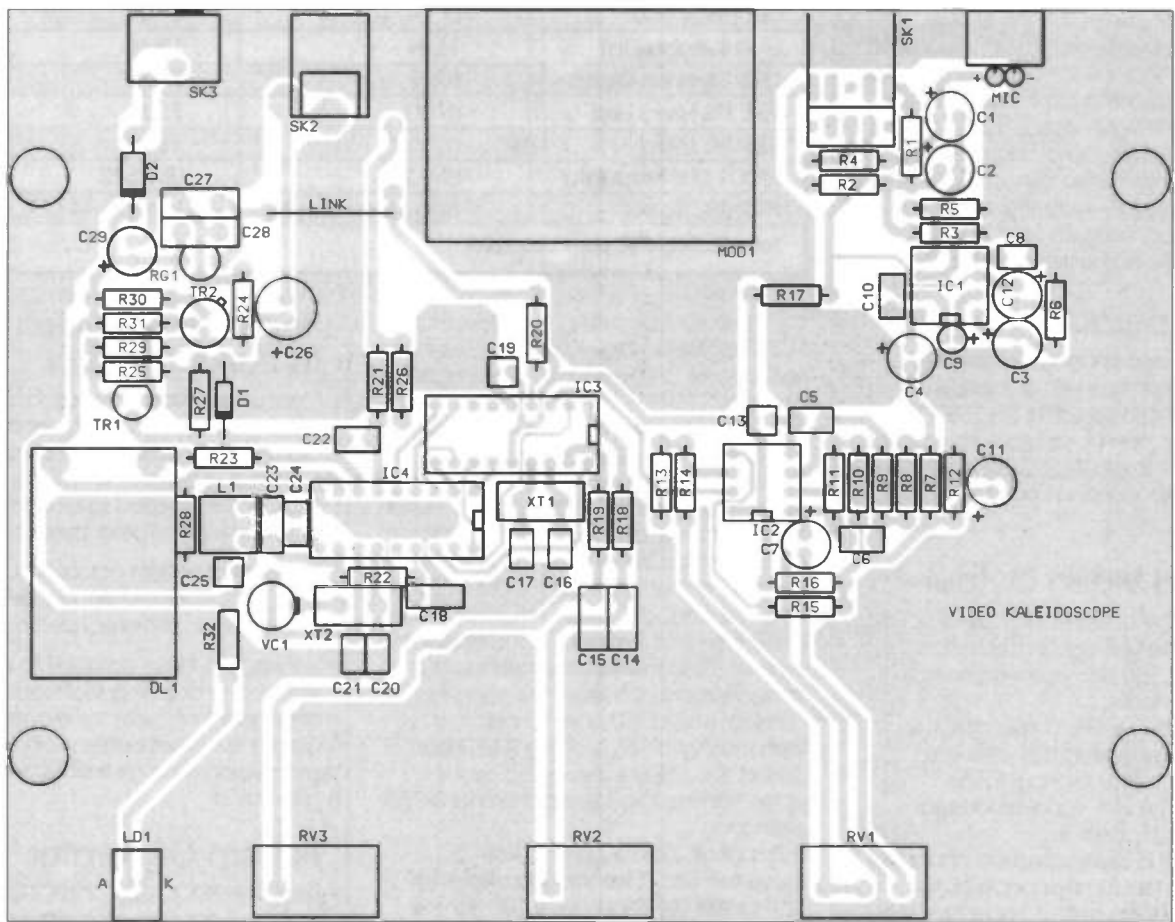 SK3
SK2
SK1
+ -
MIC
+ C1
R1
+ C2
D2
C27
R4
R2
LINK
R5
C29
C28
R3
+
MOD1
C8
RG1
TR2
IC1
R30
R24
R17
C10
C12
+
R6
R31
R20
R29
+C26
C19
+
C9
+
+
C3
R25
R21
R26
IC3
C4
R27
D1
TR1
C22
C13
C5
R23
IC4
C11
L1
C23
C24
XT1
R13
R14
R11
R10
R9
R8
R7
R12
R28
R19
R18
IC2
+
+
C7
C6
C25
R22
C17
C16
R16
C18
R15
VIDEO KALEIDOSCOPE
R32
VC1
XT2
C15
C14
C21
C20
DL1
LD1
RV3
RV2
RV1
A
K